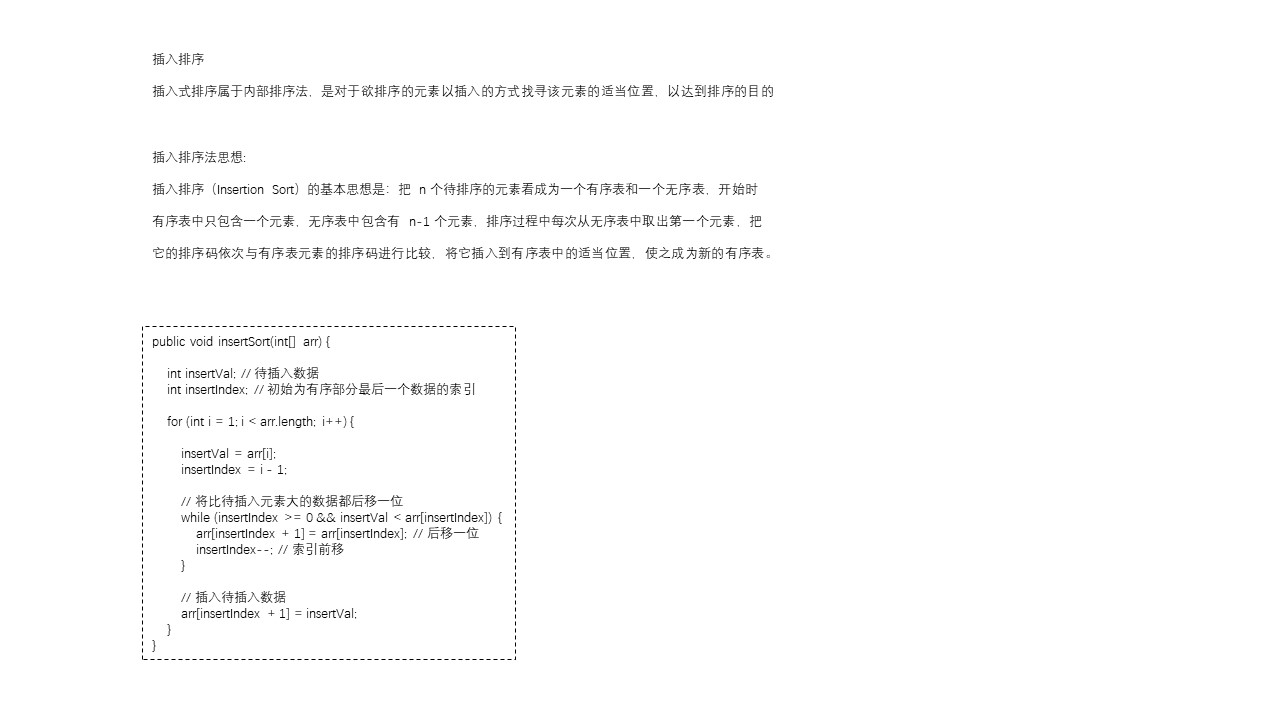 插入排序
插入式排序属于内部排序法，是对于欲排序的元素以插入的方式找寻该元素的适当位置，以达到排序的目的
插入排序法思想:
插入排序（Insertion Sort）的基本思想是：把 n 个待排序的元素看成为一个有序表和一个无序表，开始时
有序表中只包含一个元素，无序表中包含有 n-1 个元素，排序过程中每次从无序表中取出第一个元素，把
它的排序码依次与有序表元素的排序码进行比较，将它插入到有序表中的适当位置，使之成为新的有序表。
public void insertSort(int[] arr) {
int insertVal; // 待插入数据
int insertIndex; // 初始为有序部分最后一个数据的索引
for (int i = 1; i < arr.length; i++) {
insertVal = arr[i];
insertIndex = i - 1;
// 将比待插入元素大的数据都后移一位
while (insertIndex >= 0 && insertVal < arr[insertIndex]) {
arr[insertIndex + 1] = arr[insertIndex]; // 后移一位
insertIndex--; // 索引前移
}
// 插入待插入数据
arr[insertIndex + 1] = insertVal;
}
}